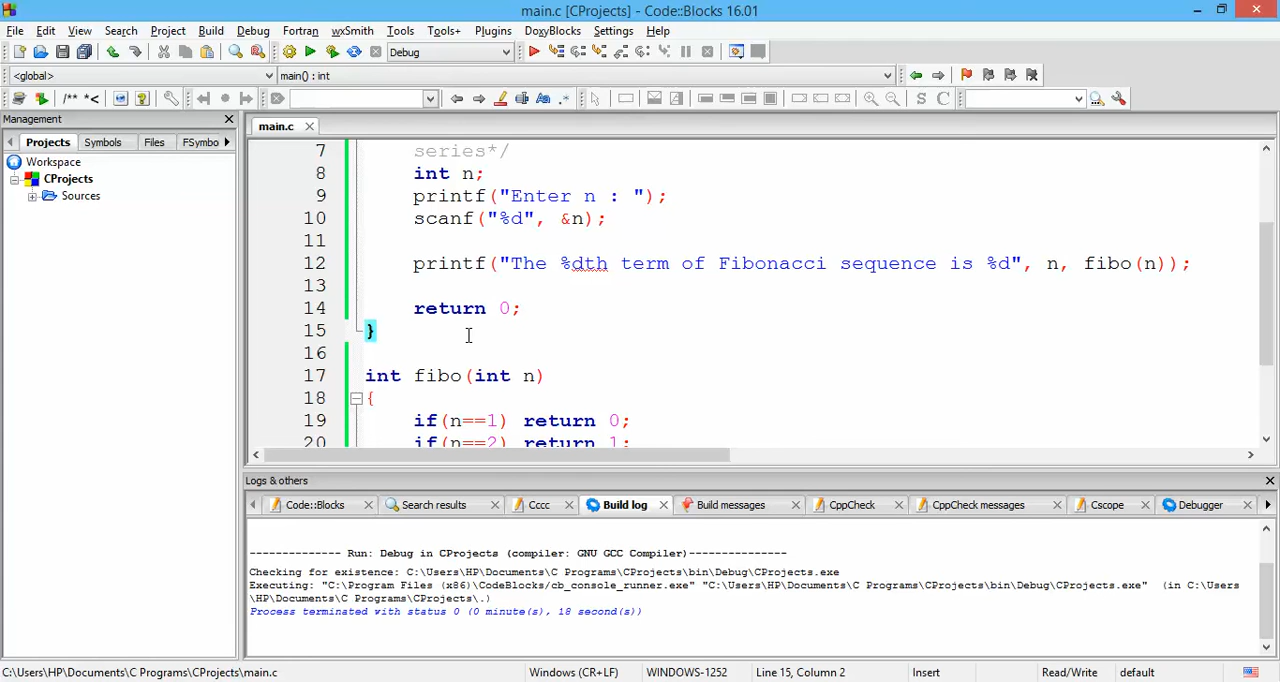 main.c [CProjects] - Code::Blocks 16.01
File Edit View Search Project Build Debug Fortran wxSmith Tools Tools+ Plugins DoxyBlocks Settings Help
Debug
<global> main() : int
/** *< S C
Management
main.c
Projects Symbols Files FSymbo
Workspace
CProjects
Sources
7 series*/
8 int n;
9 printf("Enter n : ");
10 scanf("%d", &n);
11
12 printf("The %dth term of Fibonacci sequence is %d", n, fibo(n));
13
14 return 0;
15 }
16
17 int fibo(int n)
18 {
19 if(n==1) return 0;
20 if(n==2) return 1;
Logs & others
Code::Blocks Search results Cccc Build log Build messages CppCheck CppCheck messages Cscope Debugger
-------------- Run: Debug in CProjects (compiler: GNU GCC Compiler)---------------
Checking for existence: C:\Users\HP\Documents\C Programs\CProjects\bin\Debug\CProjects.exe
Executing: "C:\Program Files (x86)\CodeBlocks/cb_console_runner.exe" "C:\Users\HP\Documents\C Programs\CProjects\bin\Debug\CProjects.exe"  (in C:\Users
\HP\Documents\C Programs\CProjects\.)
Process terminated with status 0 (0 minute(s), 18 second(s))
C:\Users\HP\Documents\C Programs\CProjects\main.c Windows (CR+LF) WINDOWS-1252 Line 15, Column 2 Insert Read/Write default